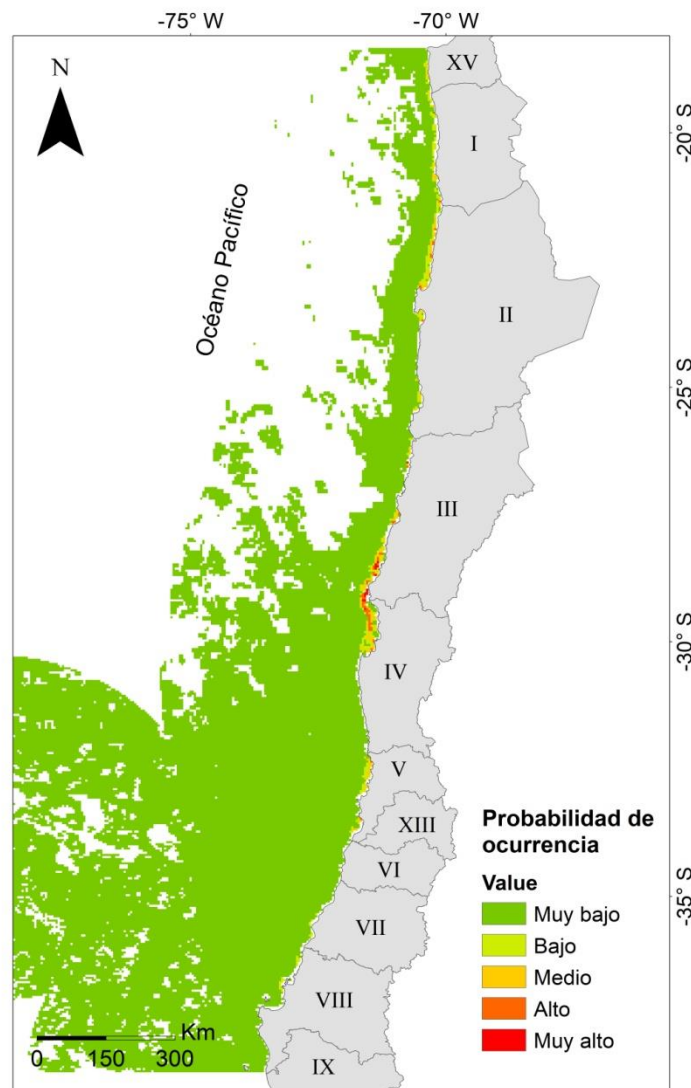 -75° W
-70° W
N
XV
-20° S
I
Océano Pacífico
II
-25° S
III
-30° S
IV
V
XIII
VI
-35° S
VII
VIII
IX
Probabilidad de
ocurrencia
Value
Muy bajo
Bajo
Medio
Alto
Muy alto
Km
0 150 300